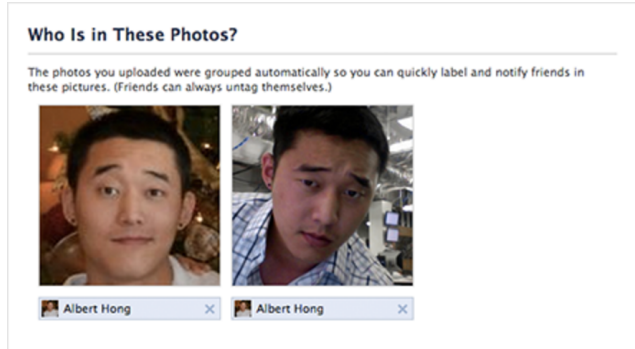 Who Is in These Photos?
The photos you uploaded were grouped automatically so you can quickly label and notify friends in
these pictures. (Friends can always untag themselves.)
Albert Hong
Albert Hong